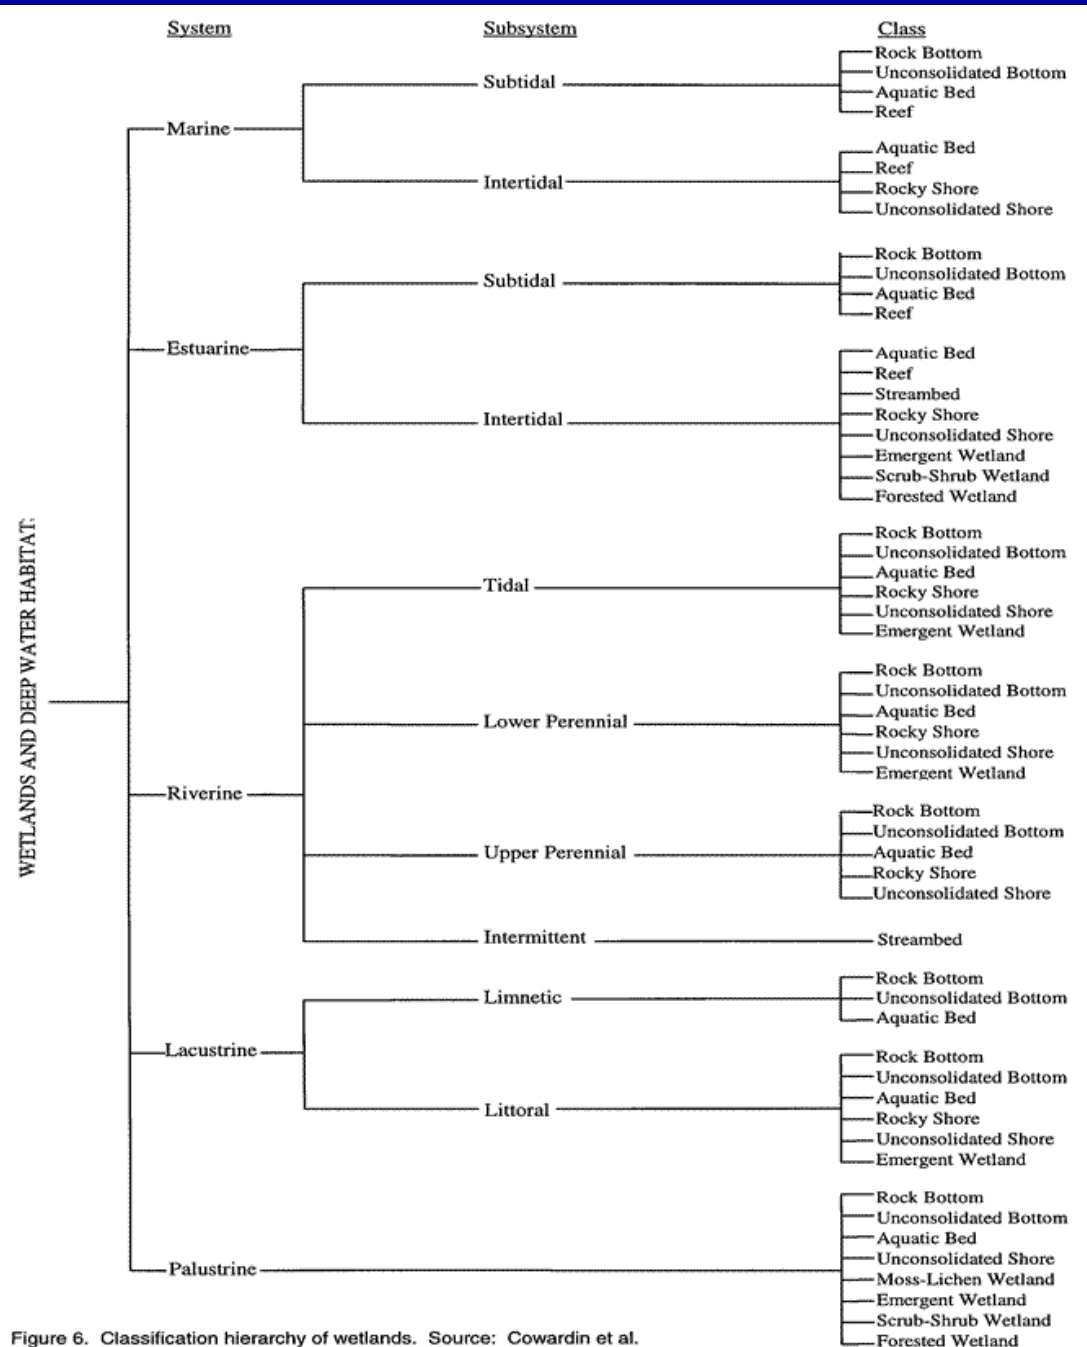 System Subsystem Class
Rock Bottom
Unconsolidated Bottom
Subtidal
Aquatic Bed
Reef
Marine
Aquatic Bed
Reef
Intertidal
Rocky Shore
Unconsolidated Shore
Rock Bottom
Unconsolidated Bottom
Subtidal
Aquatic Bed
Reef
Estuarine
Aquatic Bed
Reef
Streambed
Rocky Shore
Intertidal
Unconsolidated Shore
Emergent Wetland
Scrub-Shrub Wetland
Forested Wetland
WETLANDS AND DEEP WATER HABITAT:
Rock Bottom
Unconsolidated Bottom
Aquatic Bed
Tidal
Rocky Shore
Unconsolidated Shore
Emergent Wetland
Rock Bottom
Unconsolidated Bottom
Aquatic Bed
Lower Perennial
Rocky Shore
Unconsolidated Shore
Emergent Wetland
Riverine
Rock Bottom
Unconsolidated Bottom
Upper Perennial
Aquatic Bed
Rocky Shore
Unconsolidated Shore
Intermittent
Streambed
Rock Bottom
Limnetic
Unconsolidated Bottom
Aquatic Bed
Lacustrine
Rock Bottom
Unconsolidated Bottom
Aquatic Bed
Littoral
Rocky Shore
Unconsolidated Shore
Emergent Wetland
Rock Bottom
Unconsolidated Bottom
Aquatic Bed
Unconsolidated Shore
Palustrine
Moss-Lichen Wetland
Emergent Wetland
Scrub-Shrub Wetland
Forested Wetland
Figure 6. Classification hierarchy of wetlands. Source: Cowardin et al.